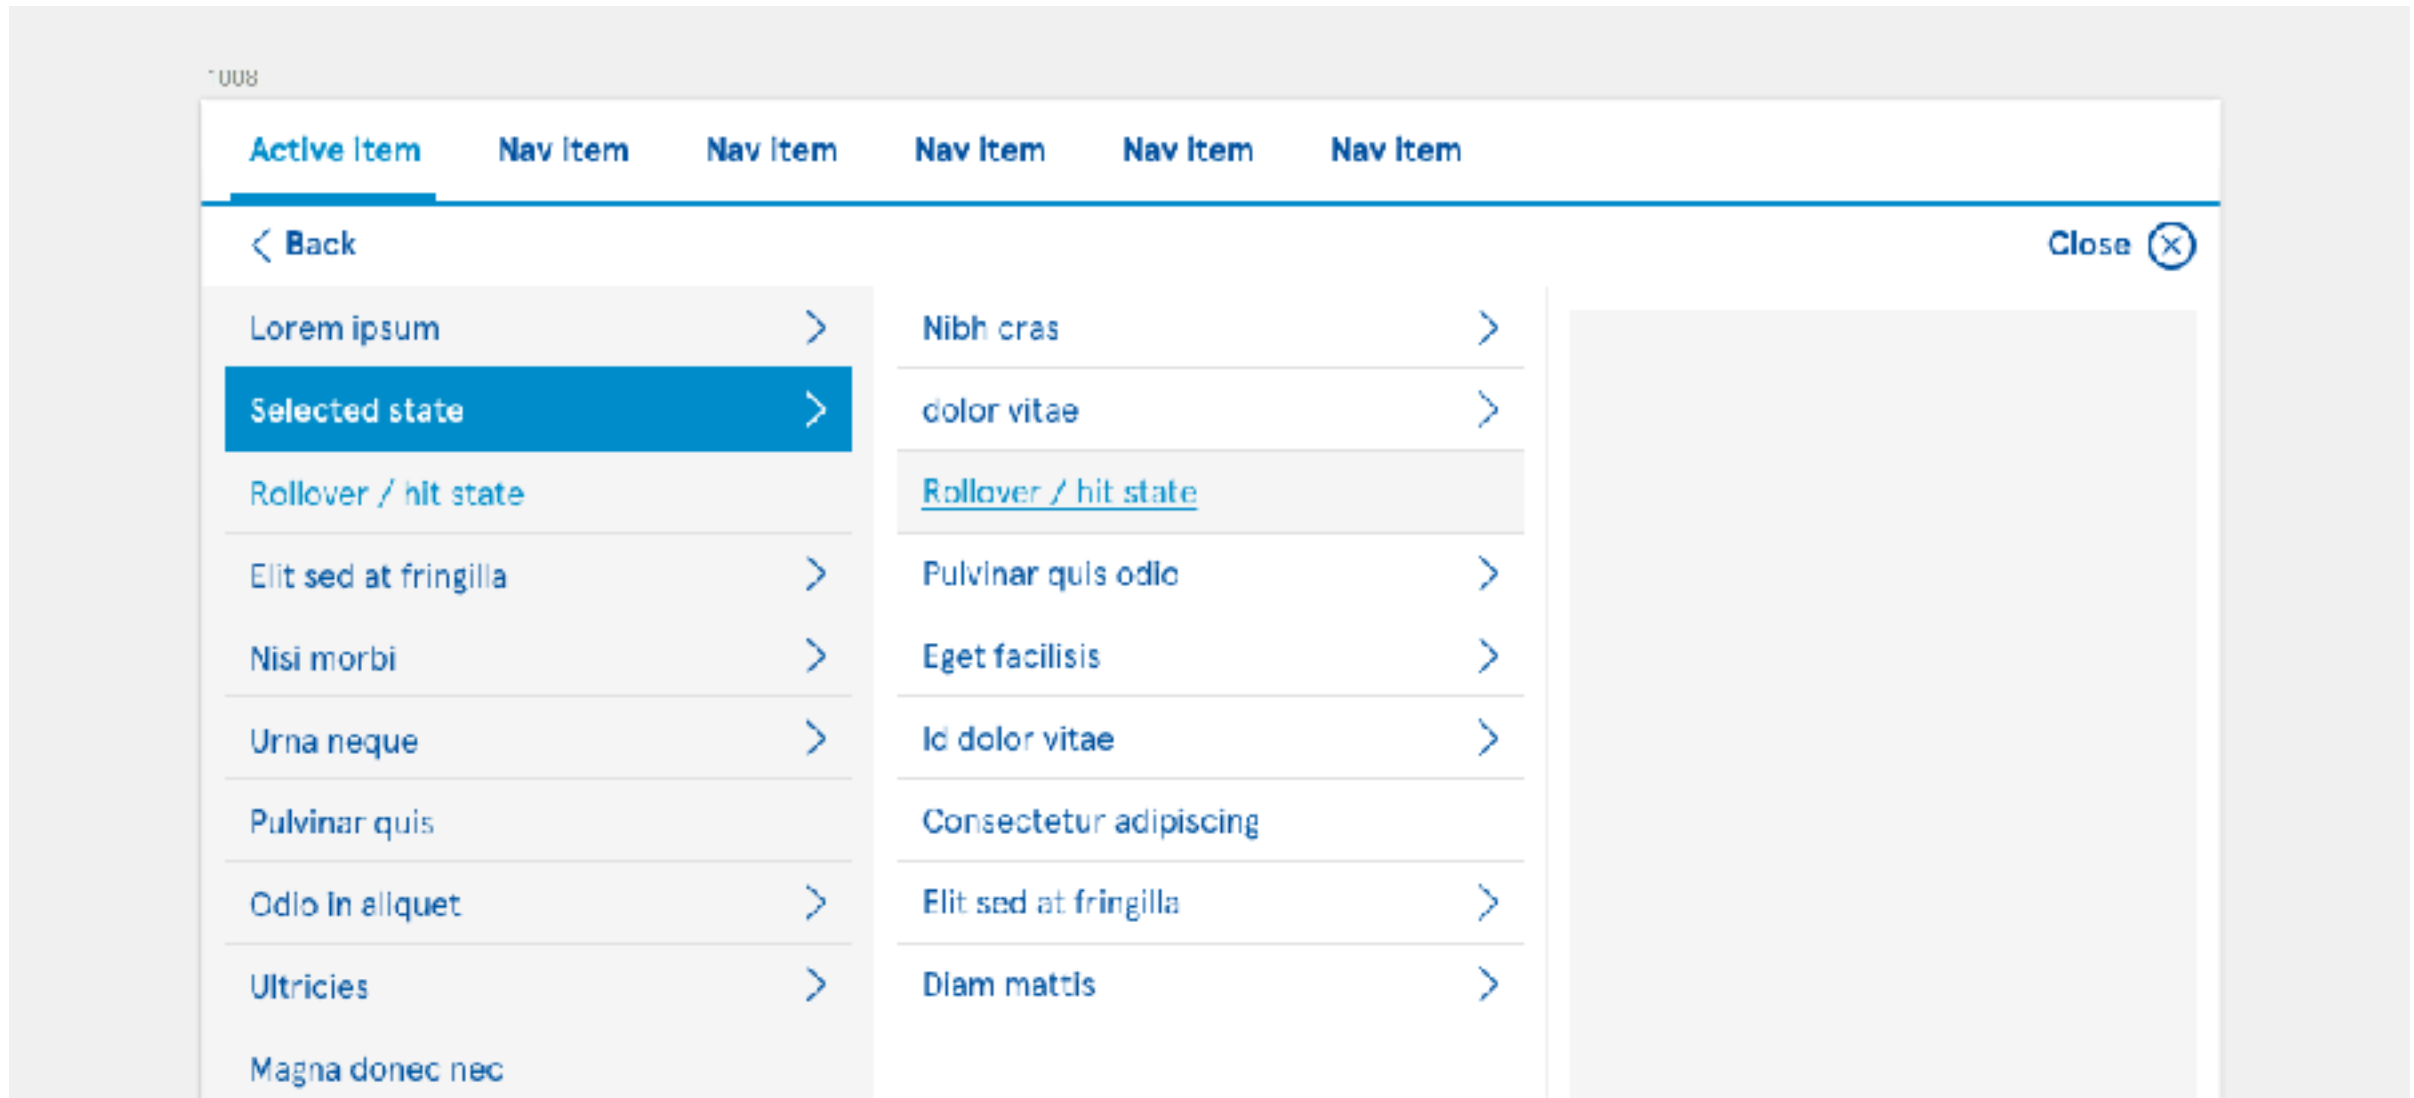 1008
Active item Nav item Nav item Nav item Nav item Nav item
Back Close
Lorem ipsum
Selected state
Rollover / hit state
Elit sed at fringilla
Nisi morbi
Urna neque
Pulvinar quis
Odio in aliquet
Ultricies
Magna donec nec
Nibh cras
dolor vitae
Rollover / hit state
Pulvinar quis odio
Eget facilisis
Id dolor vitae
Consectetur adipiscing
Elit sed at fringilla
Diam mattis